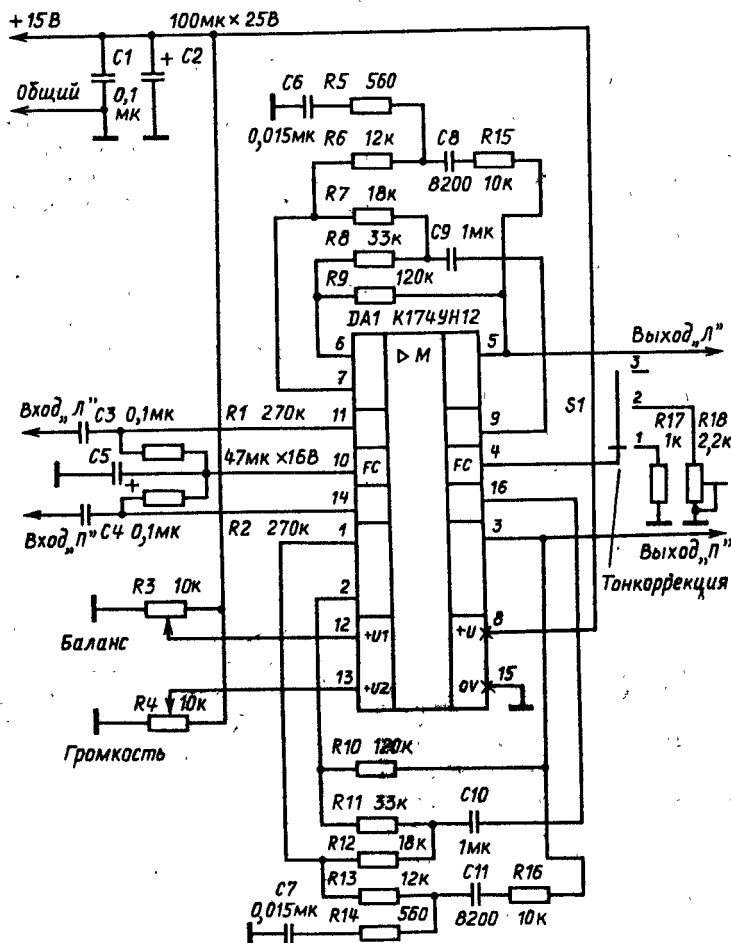 +15В
100мк×25В
C1
+ C2
Общий
0,1
мк
C6 R5 560
0,015мк
R6 12к C8 R15
8200 10к
R7 18к
C9 1мк
R8 33к
R9 120к
DA1 К174УН12
6 ▷ M 5 Выход„Л"
7
3
Вход„Л" C3 0,1мк R1 270к 11 9 S1 2
1 R17 R18
1к 2,2к
C5 47мк ×16В 10 FC FC 4
+
14 16
Вход„П" C4 0,1мк R2 270к 1 3 Выход„П"
Тонкоррекция
R3 10к 2
12 +U1 +U 8
Баланс
13 +U2 0V 15
R4 10к
Громкость
R10 120к
R11 33к C10
1мк
R12 18к
R13 12к C11 R16
8200 10к
C7
0,015мк R14 560